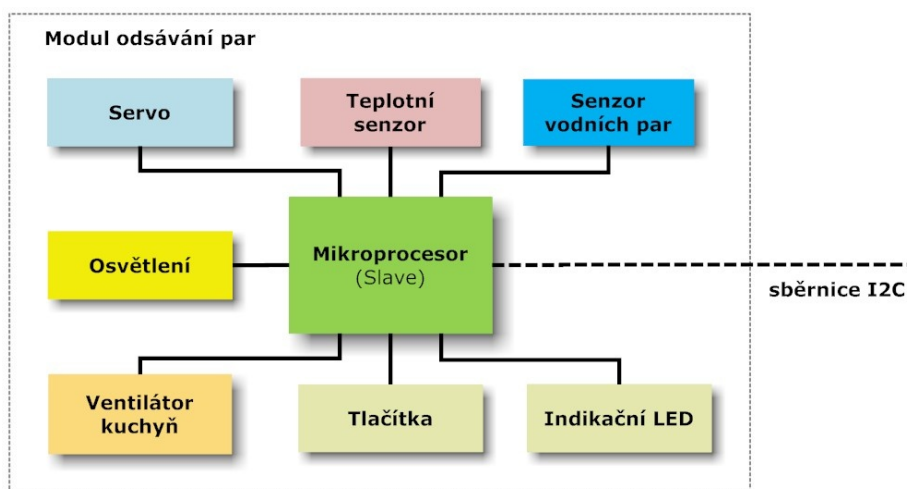 Modul odsávání par
Servo
Teplotní
senzor
Senzor
vodních par
Osvětlení
Mikroprocesor
(Slave)
sběrnice I2C
Ventilátor
kuchyň
Tlačítka
Indikační LED